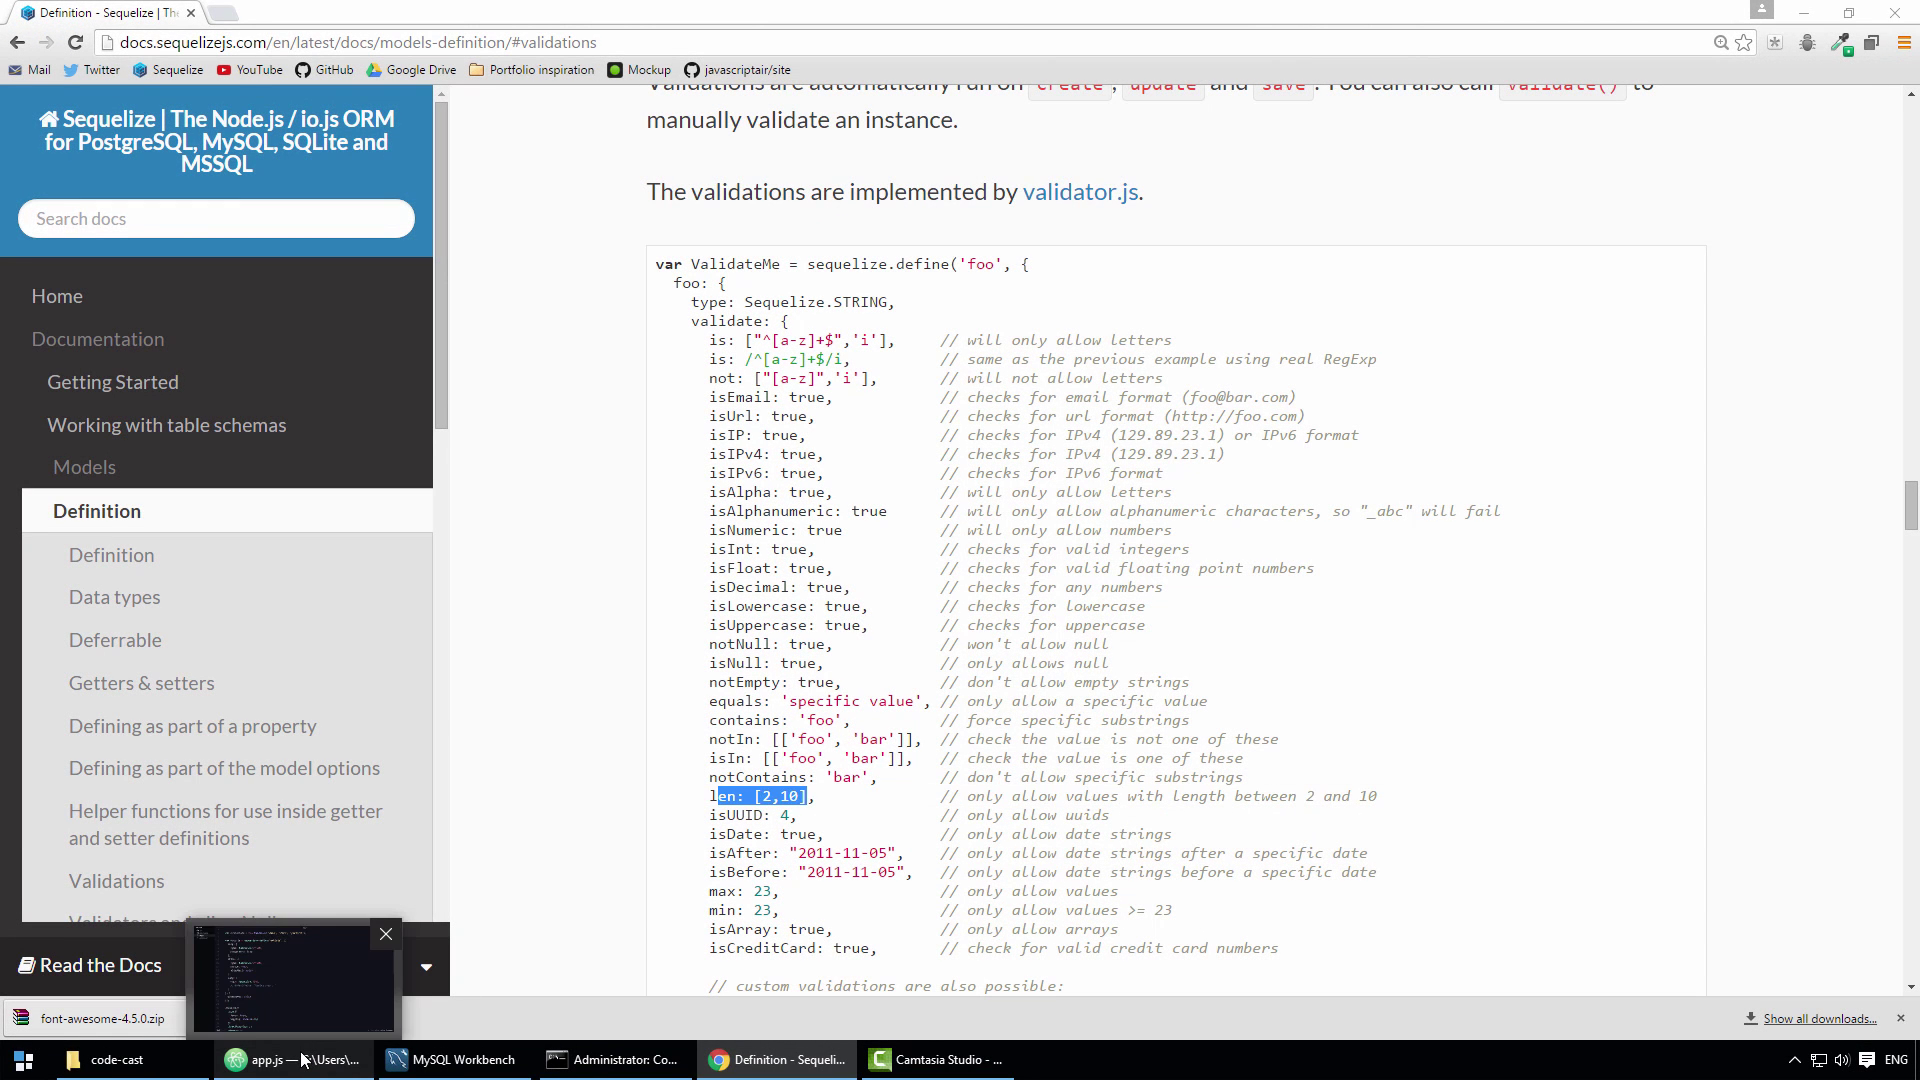 Definition - Sequelize | The
docs.sequelizejs.com/en/latest/docs/models-definition/#validations
Mail Twitter Sequelize YouTube GitHub Google Drive Portfolio inspiration Mockup javascriptair/site
Sequelize | The Node.js / io.js ORM
for PostgreSQL, MySQL, SQLite and
MSSQL
Search docs
Home
Documentation
Getting Started
Working with table schemas
Models
Definition
Definition
Data types
Deferrable
Getters & setters
Defining as part of a property
Defining as part of the model options
Helper functions for use inside getter
and setter definitions
Validations
Read the Docs
Validations are automatically run on create, update and save. You can also call validate() to
manually validate an instance.
The validations are implemented by validator.js.
var ValidateMe = sequelize.define('foo', {
foo: {
type: Sequelize.STRING,
validate: {
is: ["^[a-z]+$",'i'], // will only allow letters
is: /^[a-z]+$/i, // same as the previous example using real RegExp
not: ["[a-z]",'i'], // will not allow letters
isEmail: true, // checks for email format (foo@bar.com)
isUrl: true, // checks for url format (http://foo.com)
isIP: true, // checks for IPv4 (129.89.23.1) or IPv6 format
isIPv4: true, // checks for IPv4 (129.89.23.1)
isIPv6: true, // checks for IPv6 format
isAlpha: true, // will only allow letters
isAlphanumeric: true // will only allow alphanumeric characters, so "_abc" will fail
isNumeric: true // will only allow numbers
isInt: true, // checks for valid integers
isFloat: true, // checks for valid floating point numbers
isDecimal: true, // checks for any numbers
isLowercase: true, // checks for lowercase
isUppercase: true, // checks for uppercase
notNull: true, // won't allow null
isNull: true, // only allows null
notEmpty: true, // don't allow empty strings
equals: 'specific value', // only allow a specific value
contains: 'foo', // force specific substrings
notIn: [['foo', 'bar']], // check the value is not one of these
isIn: [['foo', 'bar']], // check the value is one of these
notContains: 'bar', // don't allow specific substrings
len: [2,10], // only allow values with length between 2 and 10
isUUID: 4, // only allow uuids
isDate: true, // only allow date strings
isAfter: "2011-11-05", // only allow date strings after a specific date
isBefore: "2011-11-05", // only allow date strings before a specific date
max: 23, // only allow values
min: 23, // only allow values >= 23
isArray: true, // only allow arrays
isCreditCard: true, // check for valid credit card numbers
// custom validations are also possible:
font-awesome-4.5.0.zip
Show all downloads...
code-cast app.js — \Users\... MySQL Workbench Administrator: Co... Definition - Sequeli... Camtasia Studio - ... ENG